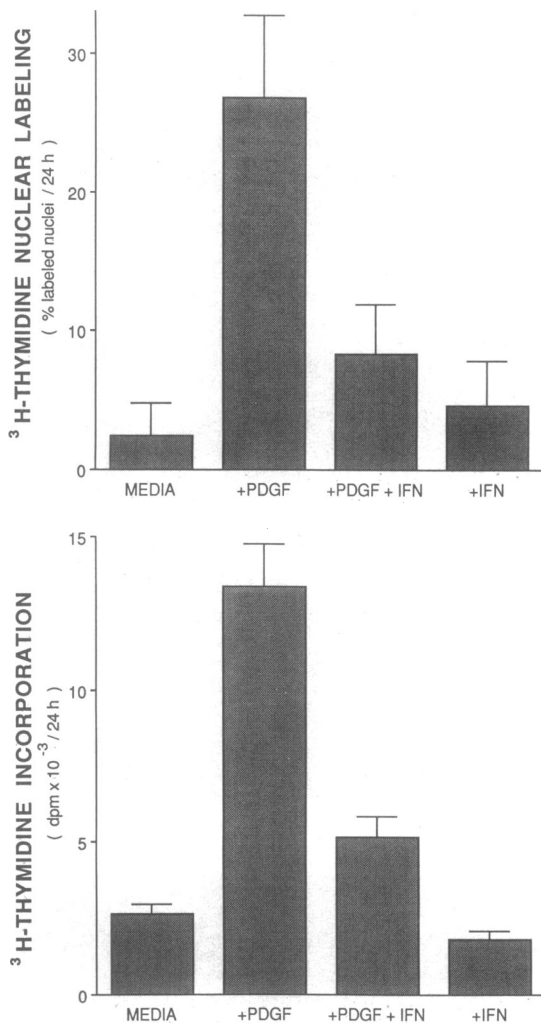 ³H-THYMIDINE NUCLEAR LABELING
( % labeled nuclei / 24 h )
30
20
10
0
MEDIA +PDGF +PDGF + IFN +IFN
³H-THYMIDINE INCORPORATION
( dpm x 10⁻³ / 24 h )
15
10
5
0
MEDIA +PDGF +PDGF + IFN +IFN